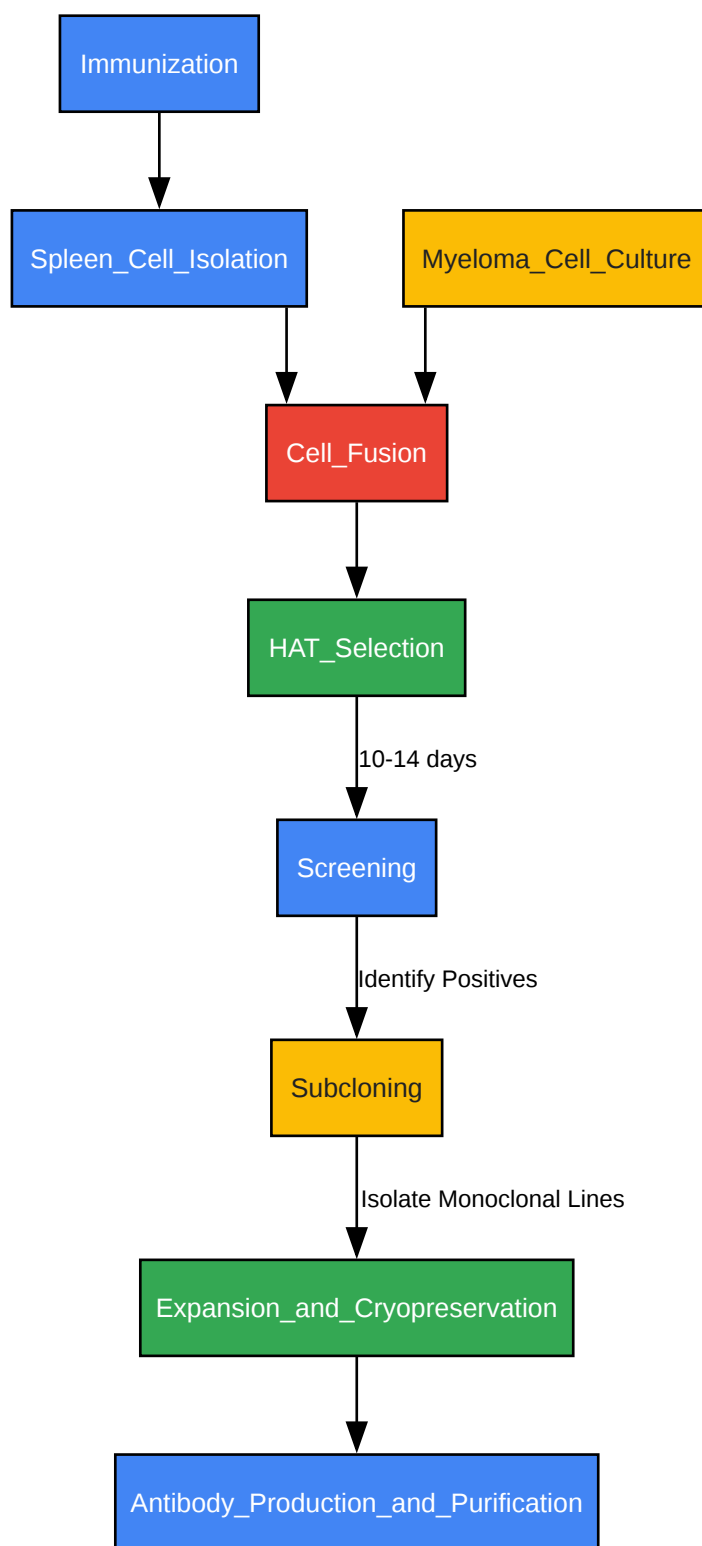 Immunization
Spleen_Cell_Isolation
Myeloma_Cell_Culture
Cell_Fusion
HAT_Selection
10-14 days
Screening
Identify Positives
Subcloning
Isolate Monoclonal Lines
Expansion_and_Cryopreservation
Antibody_Production_and_Purification